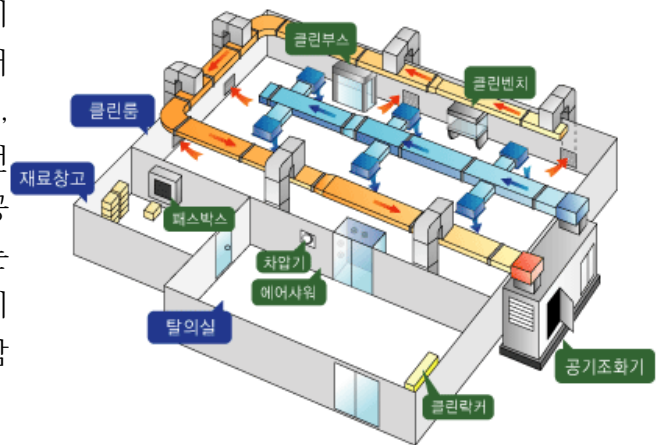 클린부스
클린벤치
클린룸
재료창고
패스박스
차압기
에어샤워
탈의실
공기조화기
클린락커